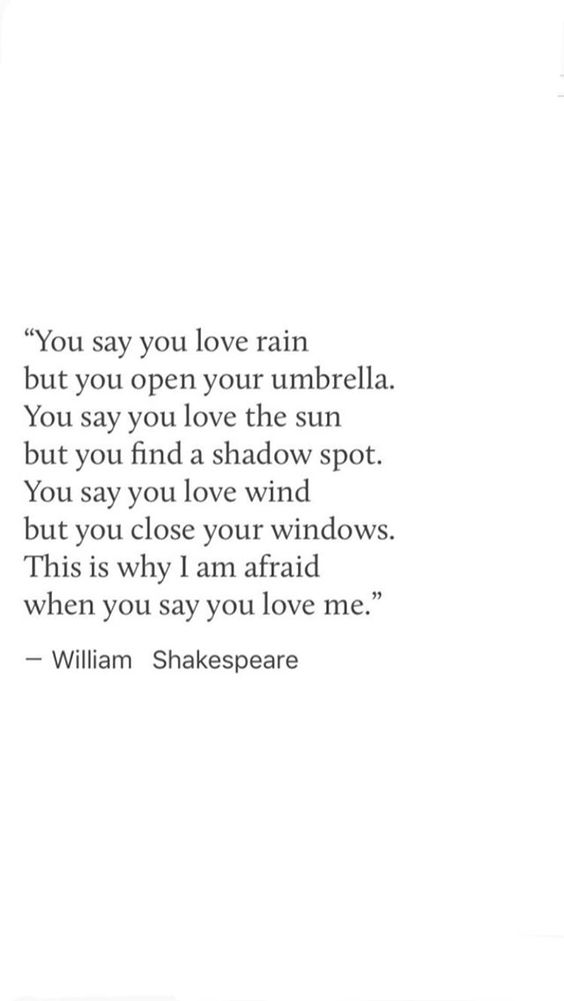 “You say you love rain
but you open your umbrella.
You say you love the sun
but you find a shadow spot.
You say you love wind
but you close your windows.
This is why I am afraid
when you say you love me.”
— William Shakespeare